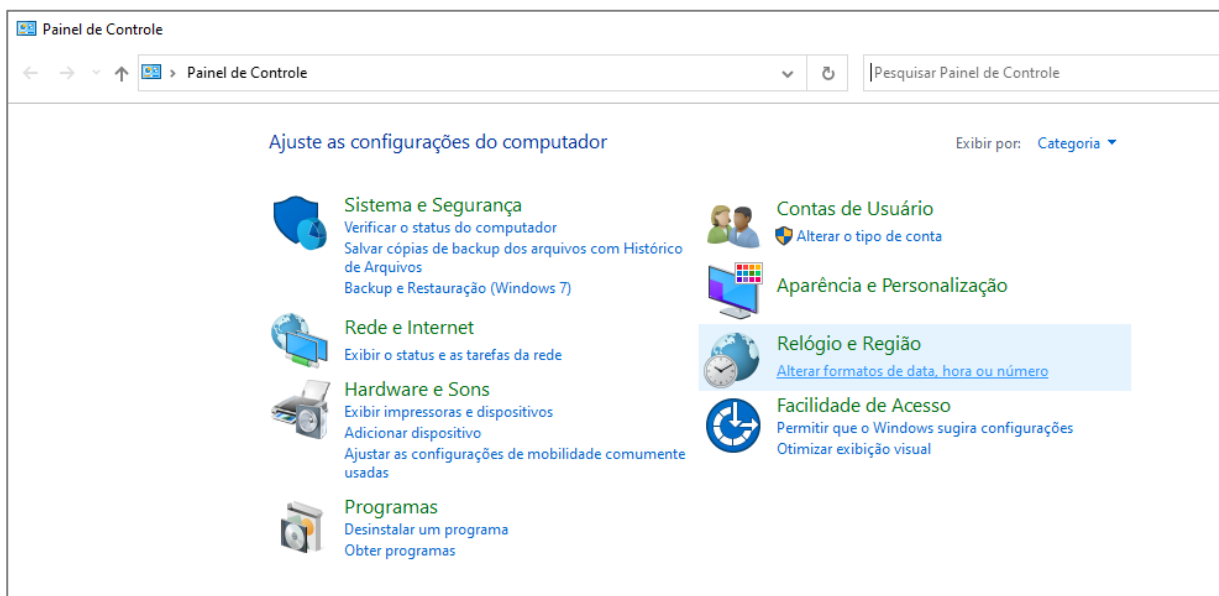 Painel de Controle
Painel de Controle
Pesquisar Painel de Controle
Ajuste as configurações do computador
Exibir por: Categoria
Sistema e Segurança
Verificar o status do computador
Salvar cópias de backup dos arquivos com Histórico
de Arquivos
Backup e Restauração (Windows 7)
Rede e Internet
Exibir o status e as tarefas da rede
Hardware e Sons
Exibir impressoras e dispositivos
Adicionar dispositivo
Ajustar as configurações de mobilidade comumente
usadas
Programas
Desinstalar um programa
Obter programas
Contas de Usuário
Alterar o tipo de conta
Aparência e Personalização
Relógio e Região
Alterar formatos de data, hora ou número
Facilidade de Acesso
Permitir que o Windows sugira configurações
Otimizar exibição visual